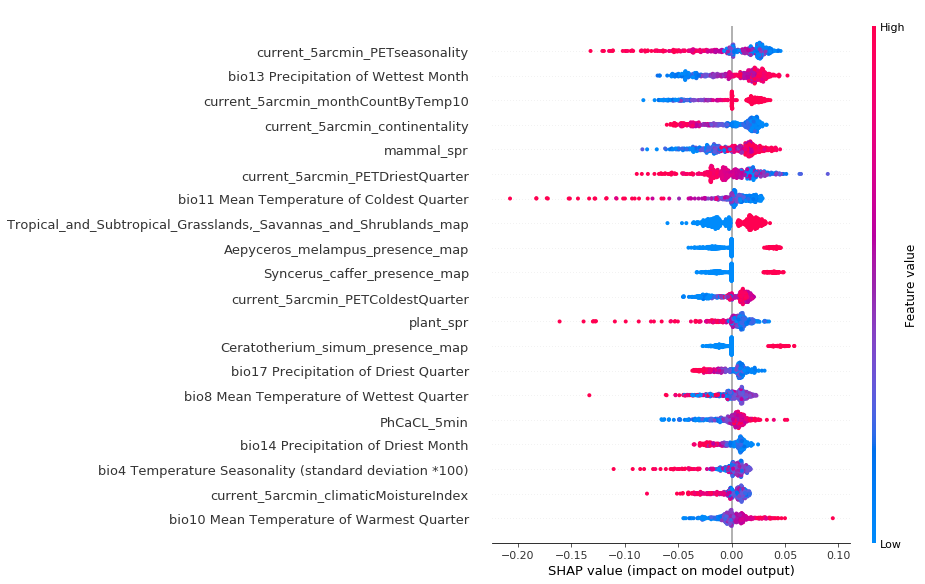 High
current_5arcmin_PETseasonality
bio13 Precipitation of Wettest Month
current_5arcmin_monthCountByTemp10
current_5arcmin_continentality
mammal_spr
current_5arcmin_PETDriestQuarter
bio11 Mean Temperature of Coldest Quarter
Tropical_and_Subtropical_Grasslands,_Savannas_and_Shrublands_map
Aepyceros_melampus_presence_map
Syncerus_caffer_presence_map
current_5arcmin_PETColdestQuarter
plant_spr
Ceratotherium_simum_presence_map
bio17 Precipitation of Driest Quarter
bio8 Mean Temperature of Wettest Quarter
PhCaCL_5min
bio14 Precipitation of Driest Month
bio4 Temperature Seasonality (standard deviation *100)
current_5arcmin_climaticMoistureIndex
bio10 Mean Temperature of Warmest Quarter
Feature value
Low
−0.20 −0.15 −0.10 −0.05 0.00 0.05 0.10
SHAP value (impact on model output)